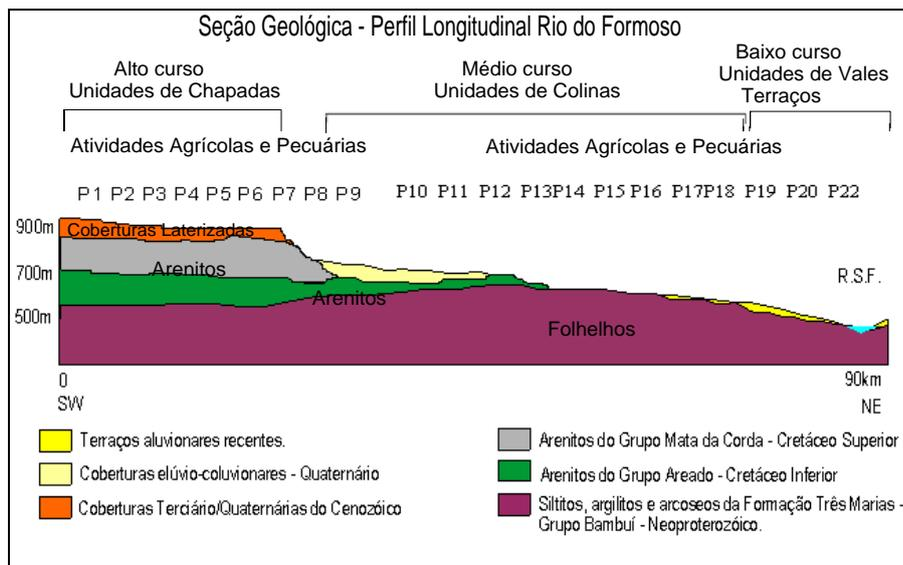 Seção Geológica - Perfil Longitudinal Rio do Formoso
Alto curso
Unidades de Chapadas
Médio curso
Unidades de Colinas
Baixo curso
Unidades de Vales
Terraços
Atividades Agrícolas e Pecuárias
Atividades Agrícolas e Pecuárias
P1 P2 P3 P4 P5 P6 P7 P8 P9 P10 P11 P12 P13 P14 P15 P16 P17 P18 P19 P20 P22
900m
Coberturas Laterizadas
Arenitos
700m
Arenitos
R.S.F.
500m
Folhelhos
0
90km
SW
NE
Terraços aluvionares recentes.
Coberturas elúvio-coluvionares - Quaternário
Coberturas Terciário/Quaternárias do Cenozóico
Arenitos do Grupo Mata da Corda - Cretáceo Superior
Arenitos do Grupo Areado - Cretáceo Inferior
Siltitos, argilitos e arcoseos da Formação Três Marias -
Grupo Bambuí - Neoproterozóico.